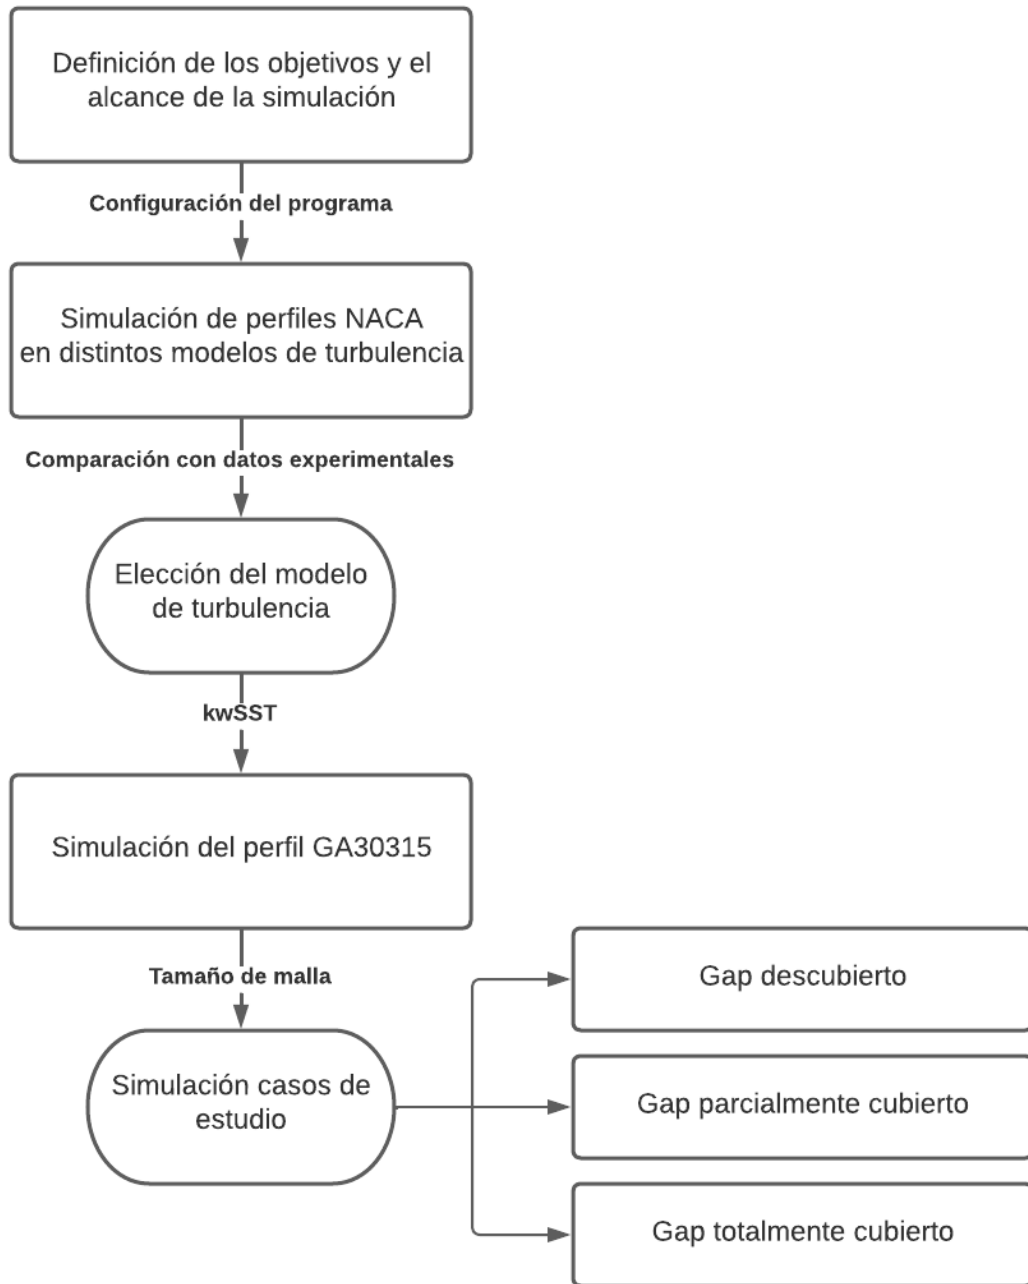 Definición de los objetivos y el
alcance de la simulación
Configuración del programa
Simulación de perfiles NACA
en distintos modelos de turbulencia
Comparación con datos experimentales
Elección del modelo
de turbulencia
kwSST
Simulación del perfil GA30315
Tamaño de malla
Simulación casos de
estudio
Gap descubierto
Gap parcialmente cubierto
Gap totalmente cubierto